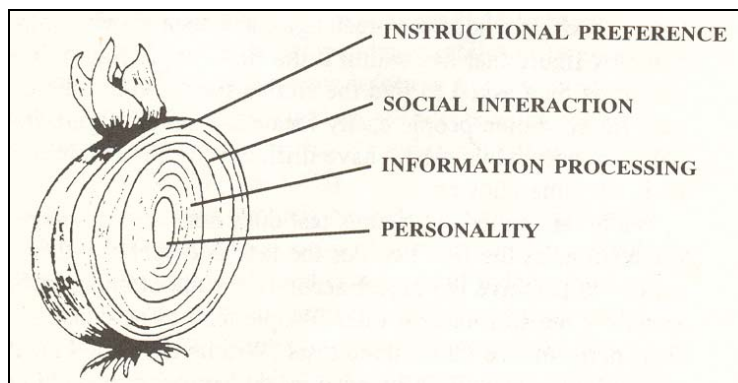 INSTRUCTIONAL PREFERENCE
SOCIAL INTERACTION
INFORMATION PROCESSING
PERSONALITY